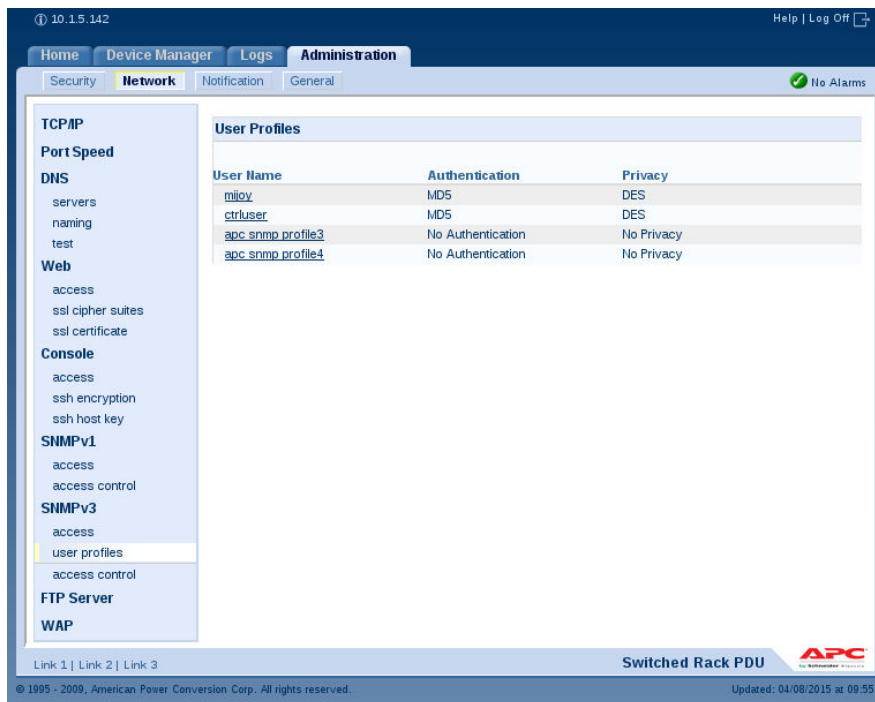 10.1.5.142
Help | Log Off
Home Device Manager Logs Administration
Security Network Notification General
No Alarms
TCP/IP
Port Speed
DNS
servers
naming
test
Web
access
ssl cipher suites
ssl certificate
Console
access
ssh encryption
ssh host key
SNMPv1
access
access control
SNMPv3
access
user profiles
access control
FTP Server
WAP
User Profiles
User Name Authentication Privacy
mijoy MD5 DES
ctrluser MD5 DES
apc snmp profile3 No Authentication No Privacy
apc snmp profile4 No Authentication No Privacy
Link 1 | Link 2 | Link 3
Switched Rack PDU
APC
by Schneider Electric
© 1995 - 2009, American Power Conversion Corp. All rights reserved.
Updated: 04/08/2015 at 09:55